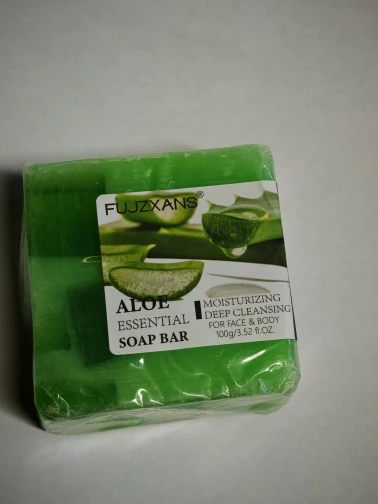 FUJZXANS®
ALOE
ESSENTIAL
SOAP BAR
MOISTURIZING
DEEP CLEANSING
FOR FACE & BODY
100g/3.52 fl.OZ.